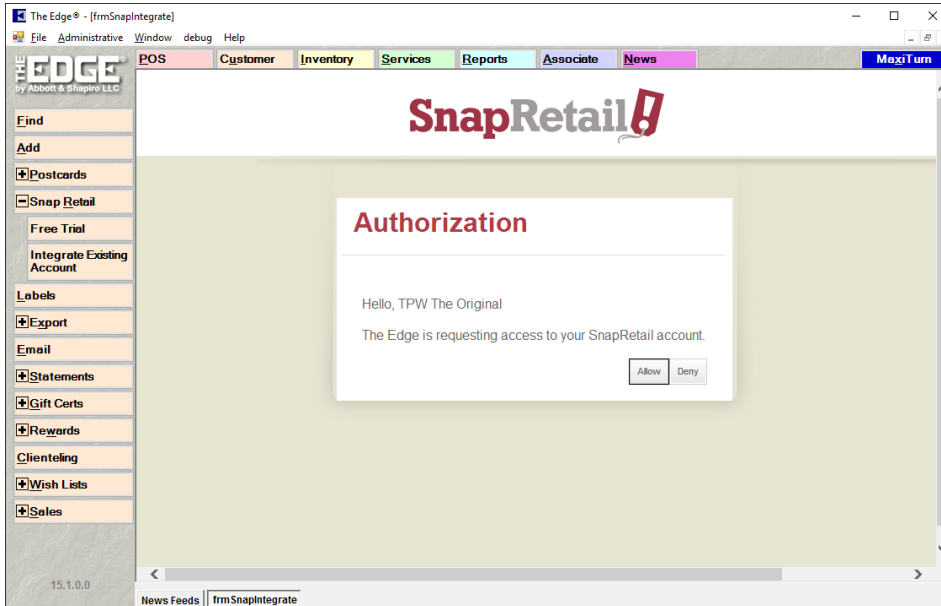 The Edge® - [frmSnapIntegrate]
File Administrative Window debug Help
THE EDGE®
by Abbott & Shapiro LLC
POS Customer Inventory Services Reports Associate News MaxiTurn
Find
Add
Postcards
Snap Retail
Free Trial
Integrate Existing
Account
Labels
Export
Email
Statements
Gift Certs
Rewards
Clienteling
Wish Lists
Sales
15.1.0.0
SnapRetail!
Authorization
Hello, TPW The Original
The Edge is requesting access to your SnapRetail account.
Allow Deny
News Feeds frmSnapIntegrate